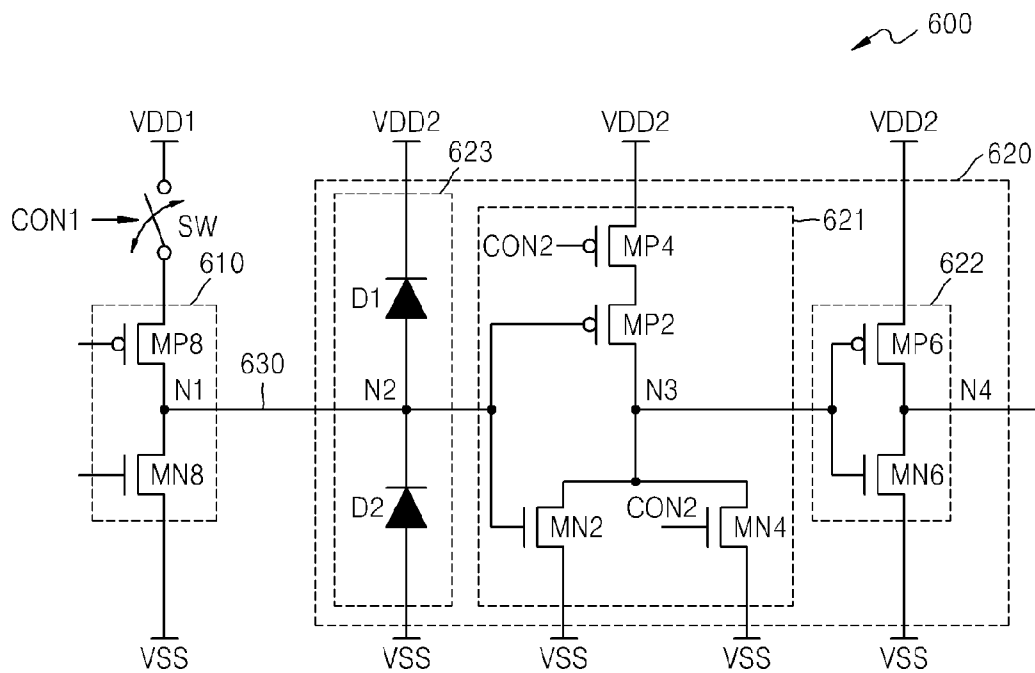 600
VDD1 VDD2 VDD2 VDD2
623 620
CON1 SW 621
610 CON2 MP4 622
D1
MP8 MP2 MP6
N1 630 N2 N3 N4
MN8 MN6
D2 MN2 CON2 MN4
VSS VSS VSS VSS VSS